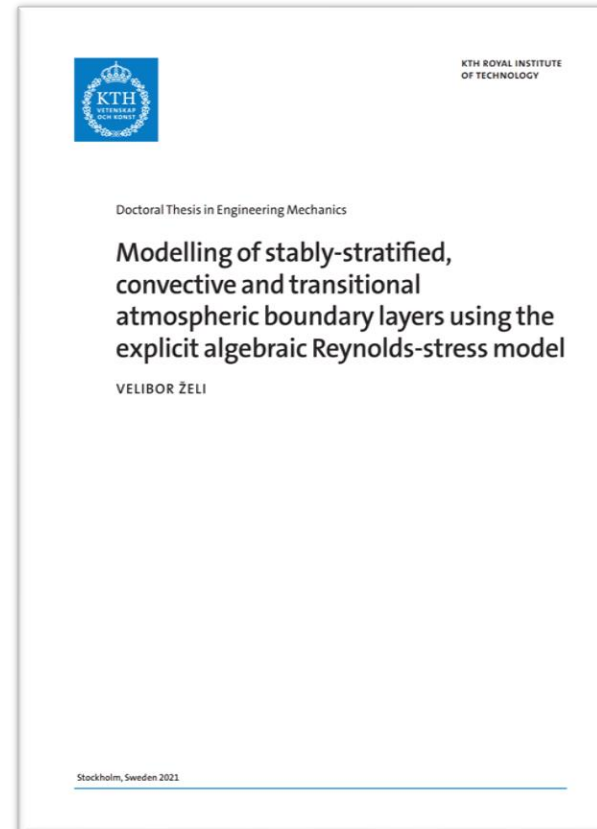 KTH
VETENSKAP
OCH KONST
KTH ROYAL INSTITUTE
OF TECHNOLOGY
Doctoral Thesis in Engineering Mechanics
Modelling of stably-stratified,
convective and transitional
atmospheric boundary layers using the
explicit algebraic Reynolds-stress model
VELIBOR ŽELI
Stockholm, Sweden 2021